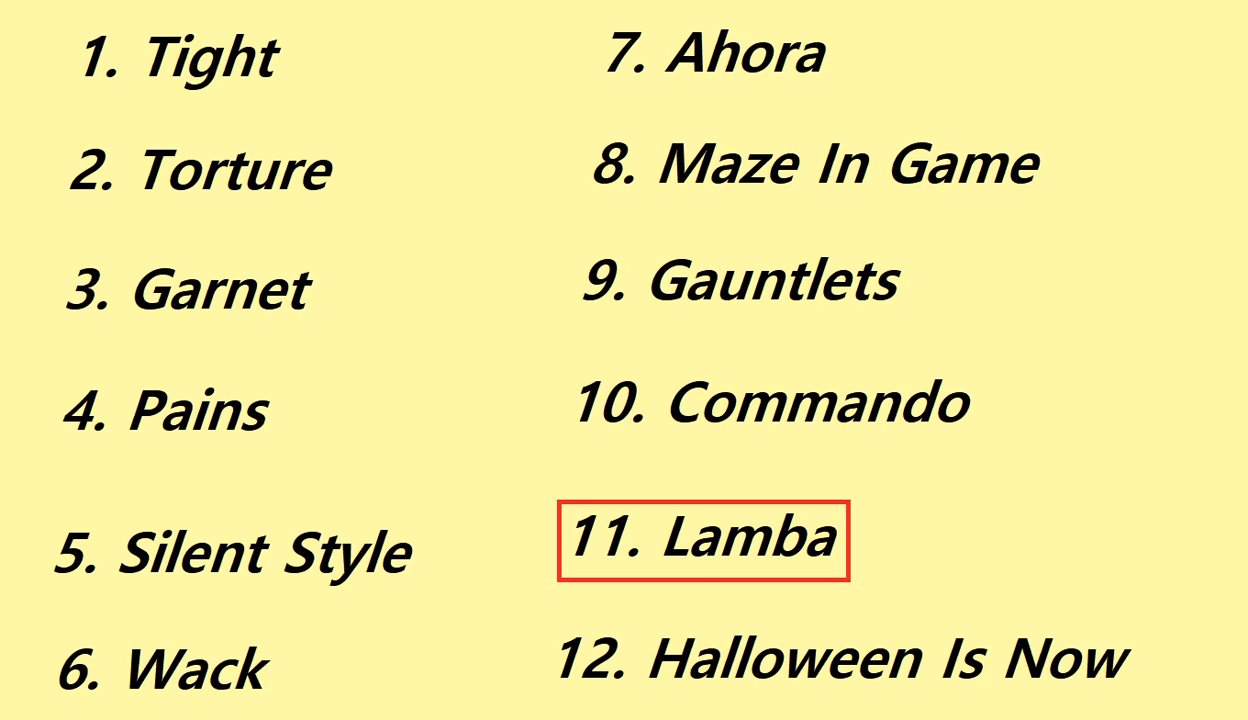 1. Tight
2. Torture
3. Garnet
4. Pains
5. Silent Style
6. Wack
7. Ahora
8. Maze In Game
9. Gauntlets
10. Commando
11. Lamba
12. Halloween Is Now